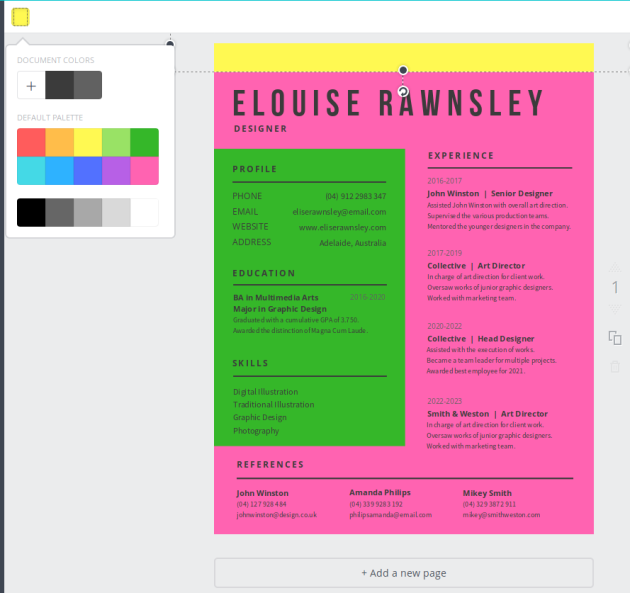 DOCUMENT COLORS
+
DEFAULT PALETTE
ELOUISE RAWNSLEY
DESIGNER
PROFILE
PHONE (04) 912 2983 347
EMAIL eliserawnsley@email.com
WEBSITE www.eliserawnsley.com
ADDRESS Adelaide, Australia
EDUCATION
BA in Multimedia Arts 2016-2020
Major in Graphic Design
Graduated with a cumulative GPA of 3.750.
Awarded the distinction of Magna Cum Laude.
SKILLS
Digital Illustration
Traditional Illustration
Graphic Design
Photography
EXPERIENCE
2016-2017
John Winston | Senior Designer
Assisted John Winston with overall art direction.
Supervised the various production teams.
Mentored the younger designers in the company.
2017-2019
Collective | Art Director
In charge of art direction for client work.
Oversaw works of junior graphic designers.
Worked with marketing team.
2020-2022
Collective | Head Designer
Assisted with the execution of works.
Became a team leader for multiple projects.
Awarded best employee for 2021.
2022-2023
Smith & Weston | Art Director
In charge of art direction for client work.
Oversaw works of junior graphic designers.
Worked with marketing team.
REFERENCES
John Winston
(04) 127 928 484
johnwinston@design.co.uk
Amanda Philips
(04) 339 9283 192
philipsamanda@email.com
Mikey Smith
(04) 329 3872 911
mikey@smithweston.com
1
+ Add a new page